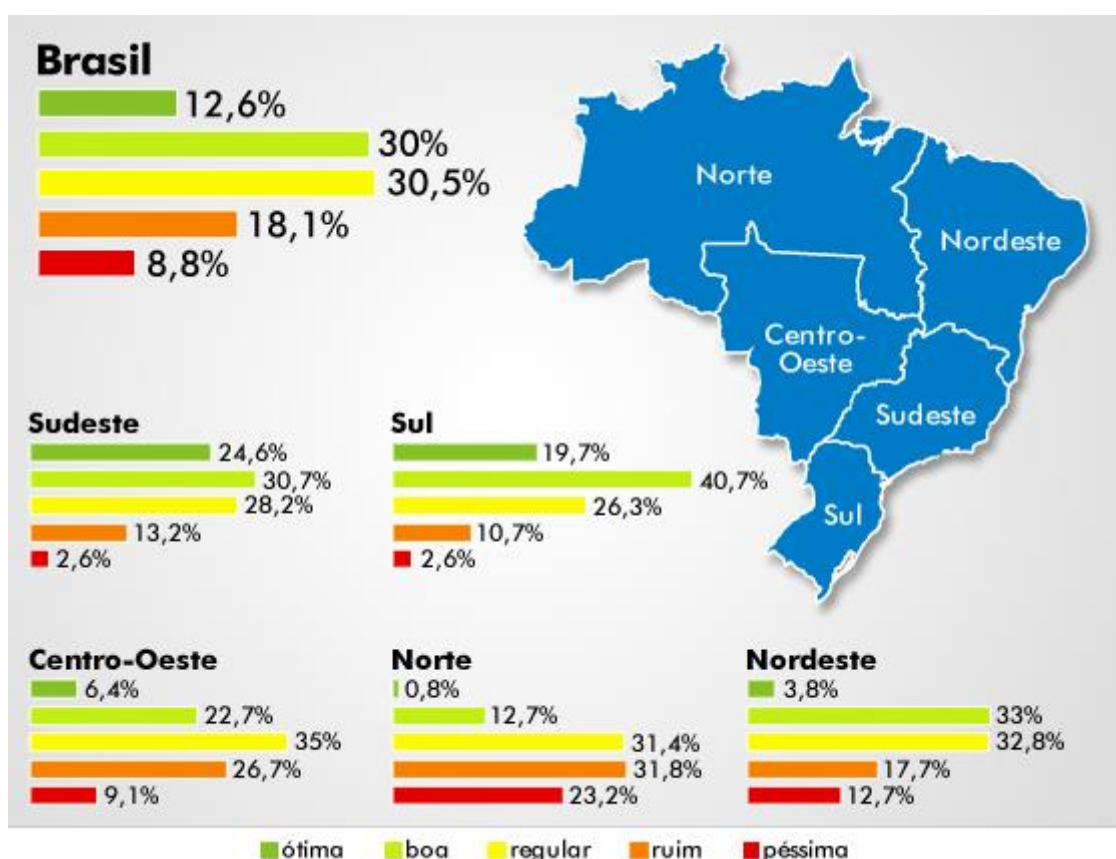 Brasil
12,6%
30%
30,5%
18,1%
8,8%
Norte
Nordeste
Centro-
Oeste
Sudeste
Sul
Sudeste
24,6%
30,7%
28,2%
13,2%
2,6%
Sul
19,7%
40,7%
26,3%
10,7%
2,6%
Centro-Oeste
6,4%
22,7%
35%
26,7%
9,1%
Norte
0,8%
12,7%
31,4%
31,8%
23,2%
Nordeste
3,8%
33%
32,8%
17,7%
12,7%
ótima boa regular ruim péssima